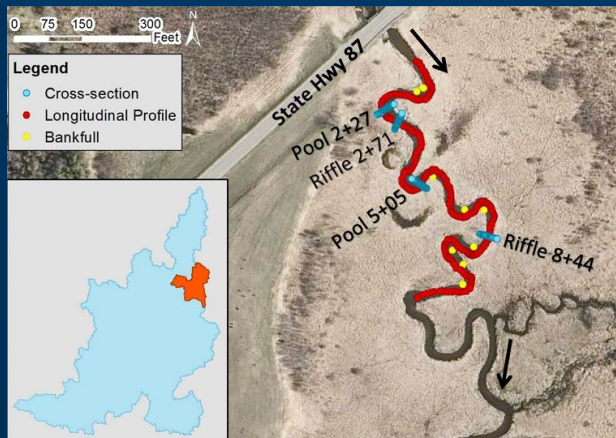 0 75 150 300
Feet
N
Legend
Cross-section
Longitudinal Profile
Bankfull
State Hwy 87
Pool 2+27
Riffle 2+71
Pool 5+05
Riffle 8+44